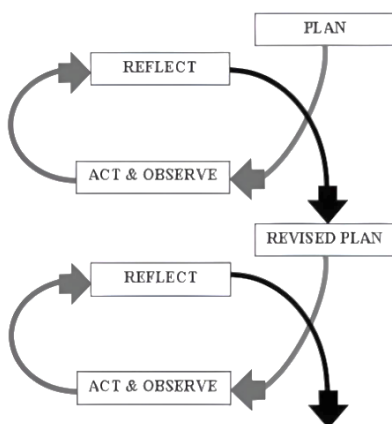 PLAN
REFLECT
ACT & OBSERVE
REVISED PLAN
REFLECT
ACT & OBSERVE